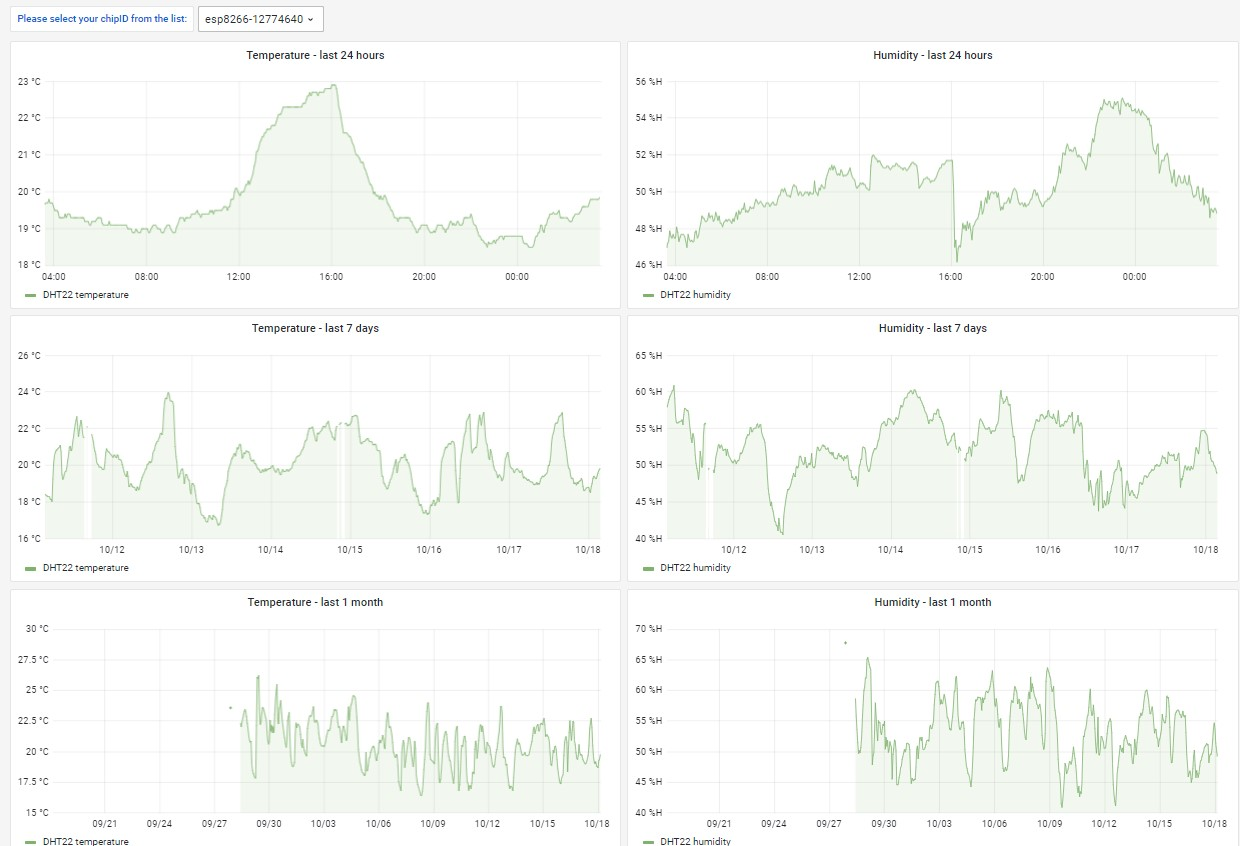 Please select your chipID from the list: esp8266-12774640
Temperature - last 24 hours
23 °C
22 °C
21 °C
20 °C
19 °C
18 °C
04:00 08:00 12:00 16:00 20:00 00:00
DHT22 temperature
Humidity - last 24 hours
56 %H
54 %H
52 %H
50 %H
48 %H
46 %H
04:00 08:00 12:00 16:00 20:00 00:00
DHT22 humidity
Temperature - last 7 days
26 °C
24 °C
22 °C
20 °C
18 °C
16 °C
10/12 10/13 10/14 10/15 10/16 10/17 10/18
DHT22 temperature
Humidity - last 7 days
65 %H
60 %H
55 %H
50 %H
45 %H
40 %H
10/12 10/13 10/14 10/15 10/16 10/17 10/18
DHT22 humidity
Temperature - last 1 month
30 °C
27.5 °C
25 °C
22.5 °C
20 °C
17.5 °C
15 °C
09/21 09/24 09/27 09/30 10/03 10/06 10/09 10/12 10/15 10/18
DHT22 temperature
Humidity - last 1 month
70 %H
65 %H
60 %H
55 %H
50 %H
45 %H
40 %H
09/21 09/24 09/27 09/30 10/03 10/06 10/09 10/12 10/15 10/18
DHT22 humidity